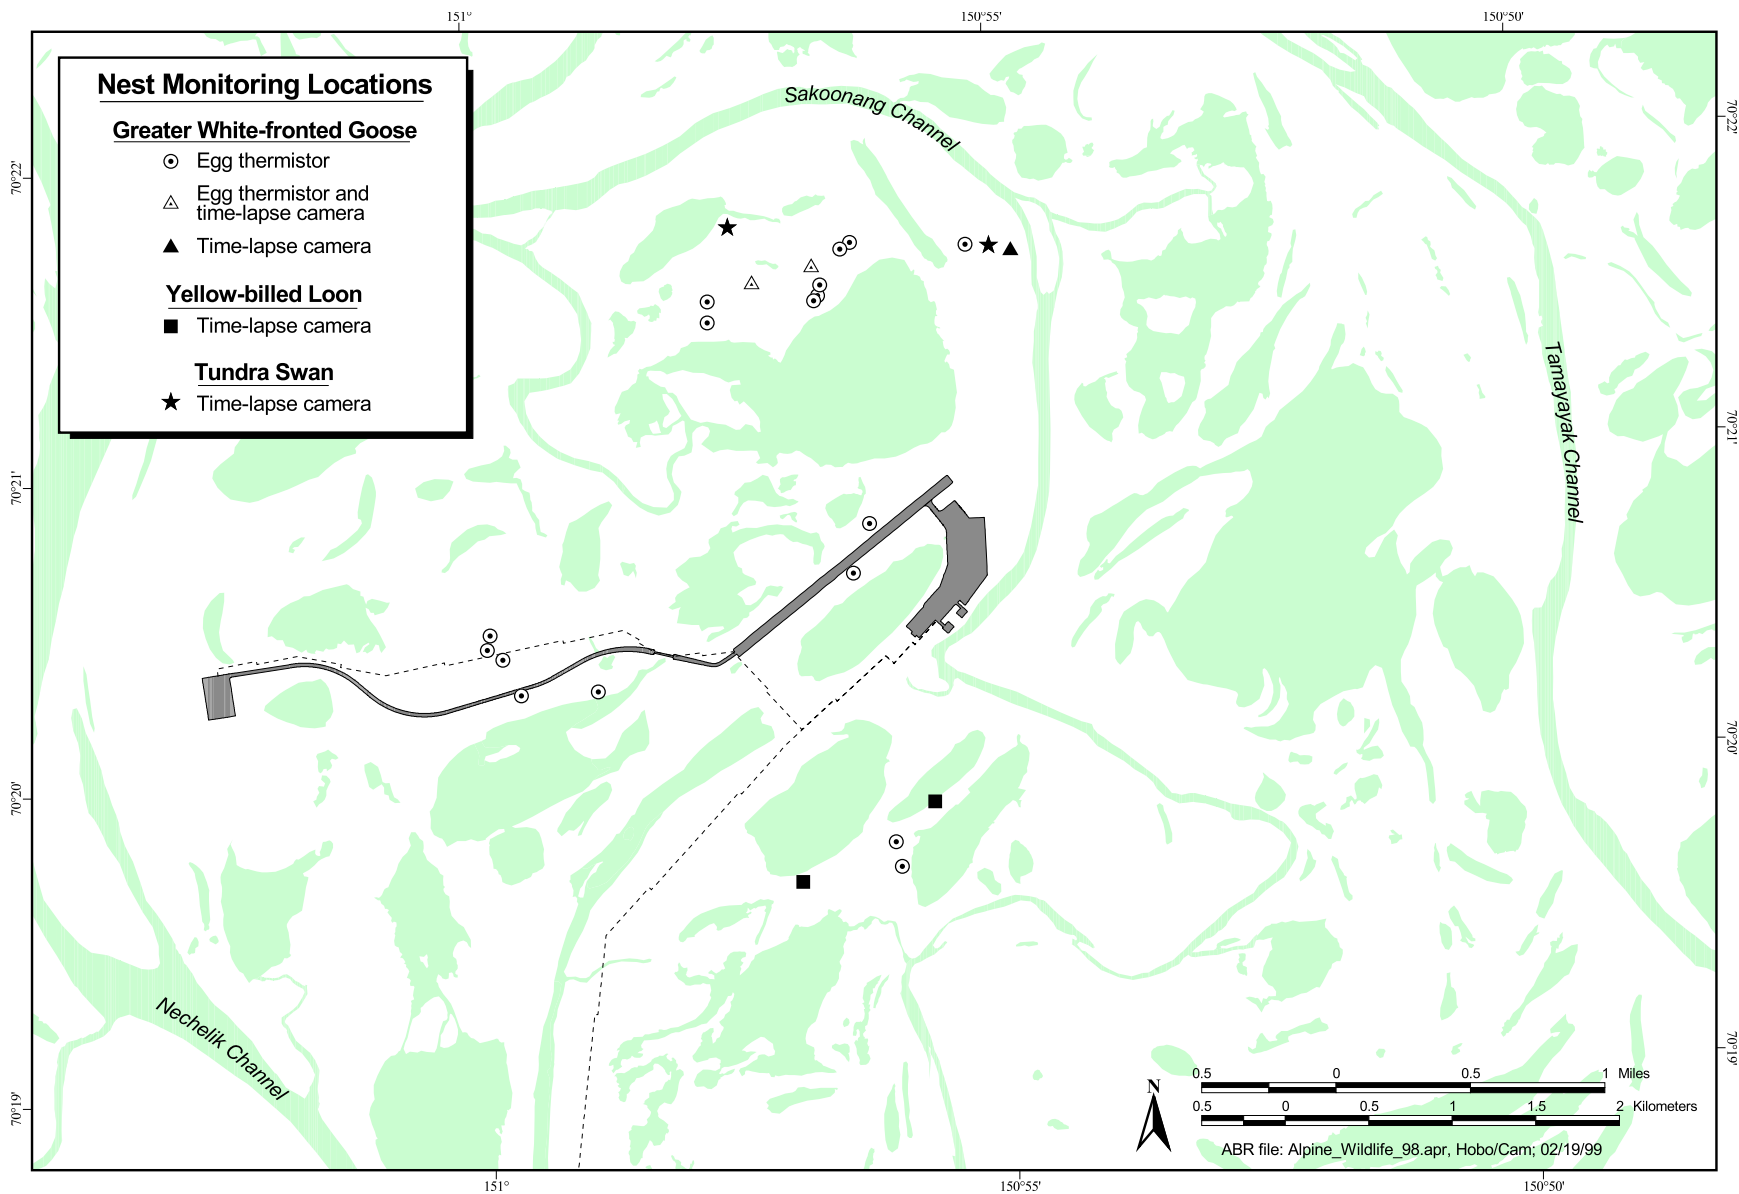 151°
150°55'
150°50'
Nest Monitoring Locations
Greater White-fronted Goose
Egg thermistor
Egg thermistor and
time-lapse camera
Time-lapse camera
Yellow-billed Loon
Time-lapse camera
Tundra Swan
Time-lapse camera
Sakoonang Channel
Tamayayak Channel
Nechelik Channel
70°22'
70°21'
70°20'
70°19'
70°22'
70°21'
70°20'
70°19'
N
0.5 0 0.5 1 Miles
0.5 0 0.5 1 1.5 2 Kilometers
ABR file: Alpine_Wildlife_98.apr, Hobo/Cam; 02/19/99
151°
150°55'
150°50'